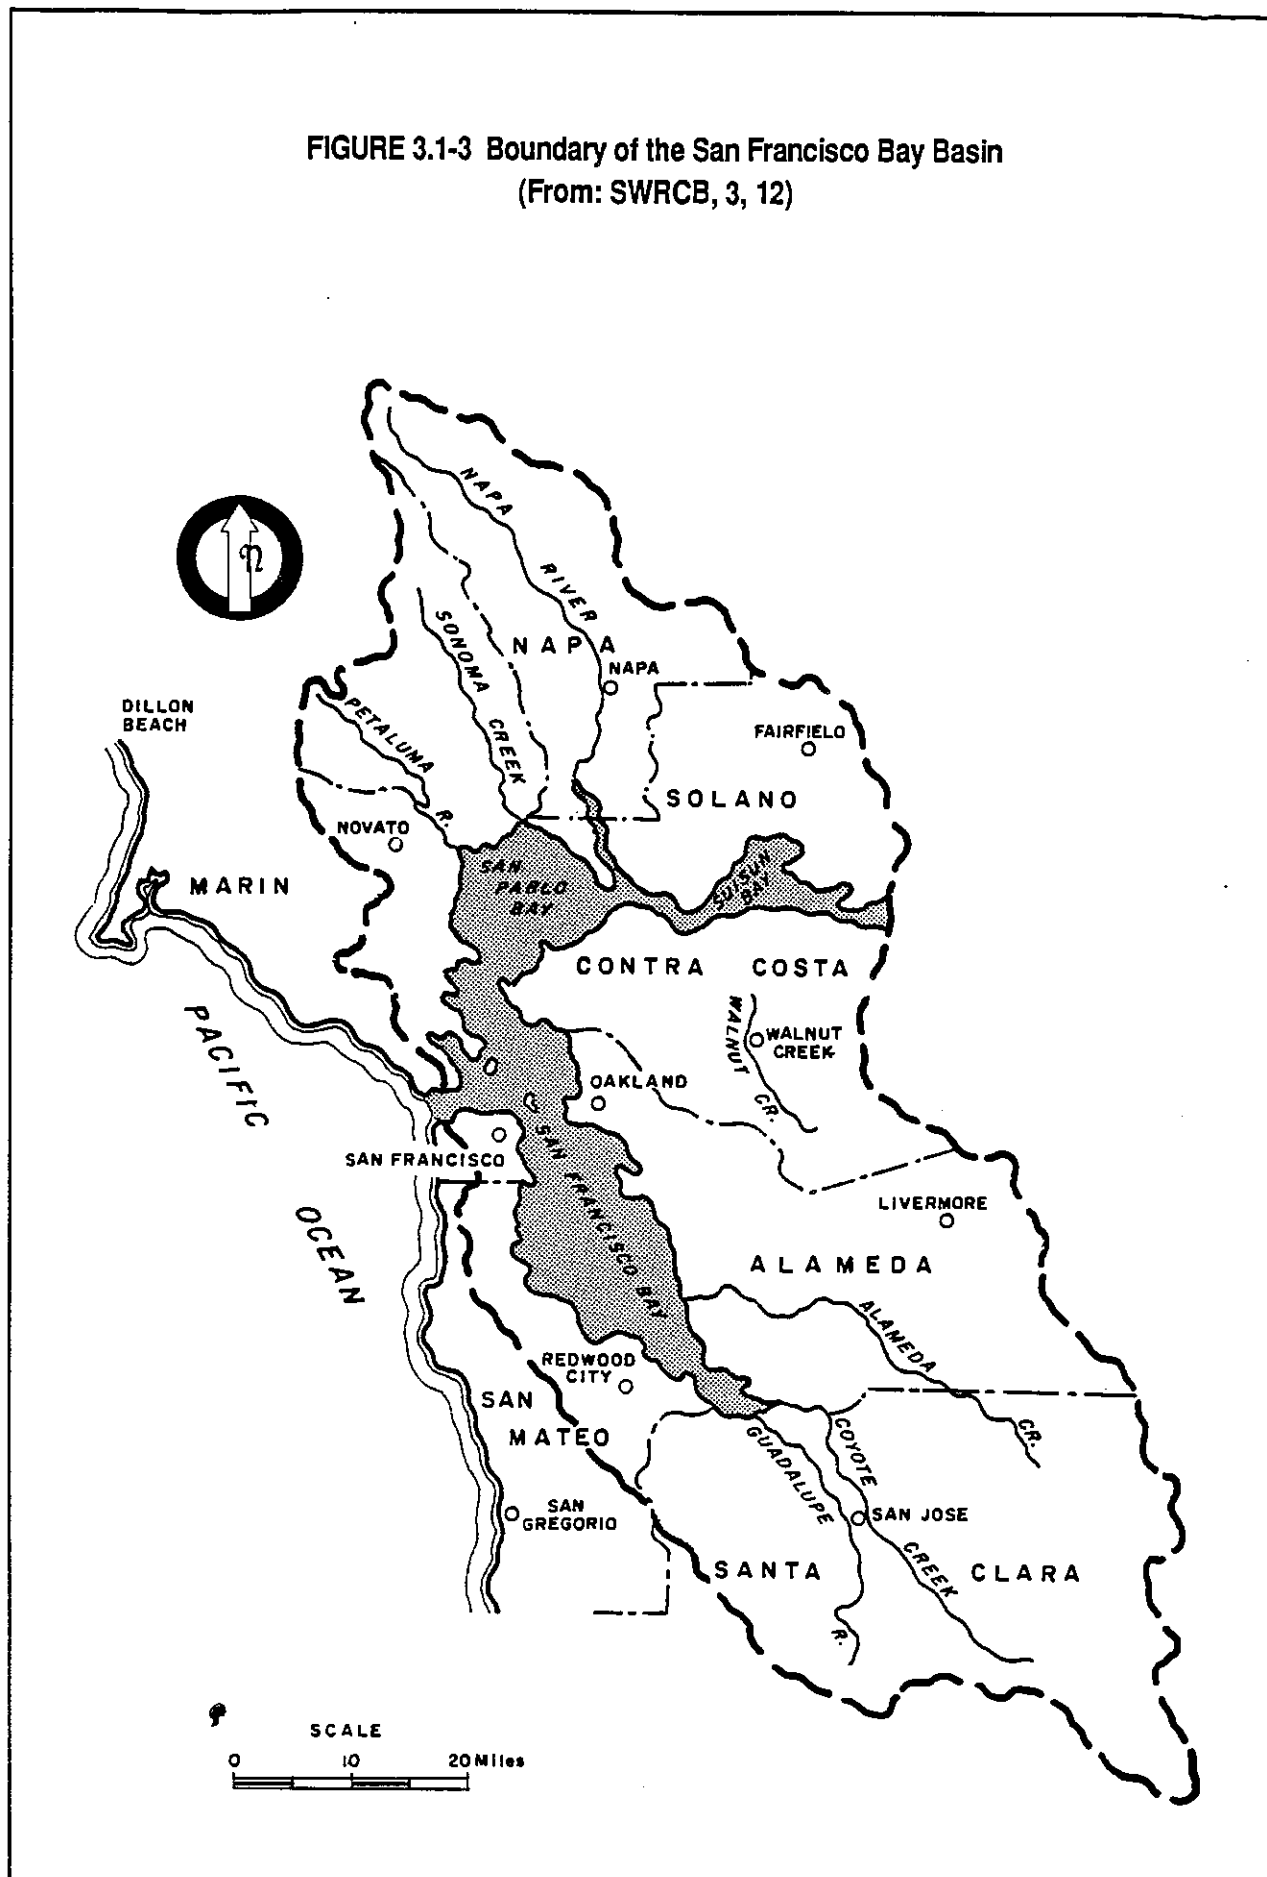 FIGURE 3.1-3 Boundary of the San Francisco Bay Basin
(From: SWRCB, 3, 12)
NAPA RIVER
SONOMA CREEK
NAPA
NAPA
PETALUMA R.
DILLON
BEACH
FAIRFIELD
SOLANO
NOVATO
MARIN
SAN
PABLO
BAY
SUISUN
BAY
CONTRA COSTA
PACIFIC
OCEAN
WALNUT CR.
WALNUT
CREEK
OAKLAND
SAN FRANCISCO
SAN FRANCISCO BAY
LIVERMORE
ALAMEDA
ALAMEDA CR.
REDWOOD
CITY
SAN
MATEO
GUADALUPE R.
COYOTE CREEK
SAN
GREGORIO
SAN JOSE
SANTA CLARA
N
SCALE
0 10 20 Miles